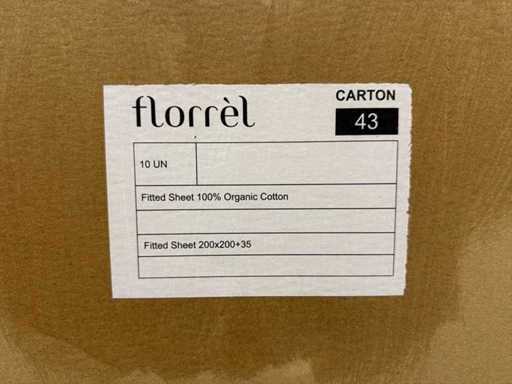 florrèl
CARTON
43
10 UN
Fitted Sheet 100% Organic Cotton
Fitted Sheet 200x200+35